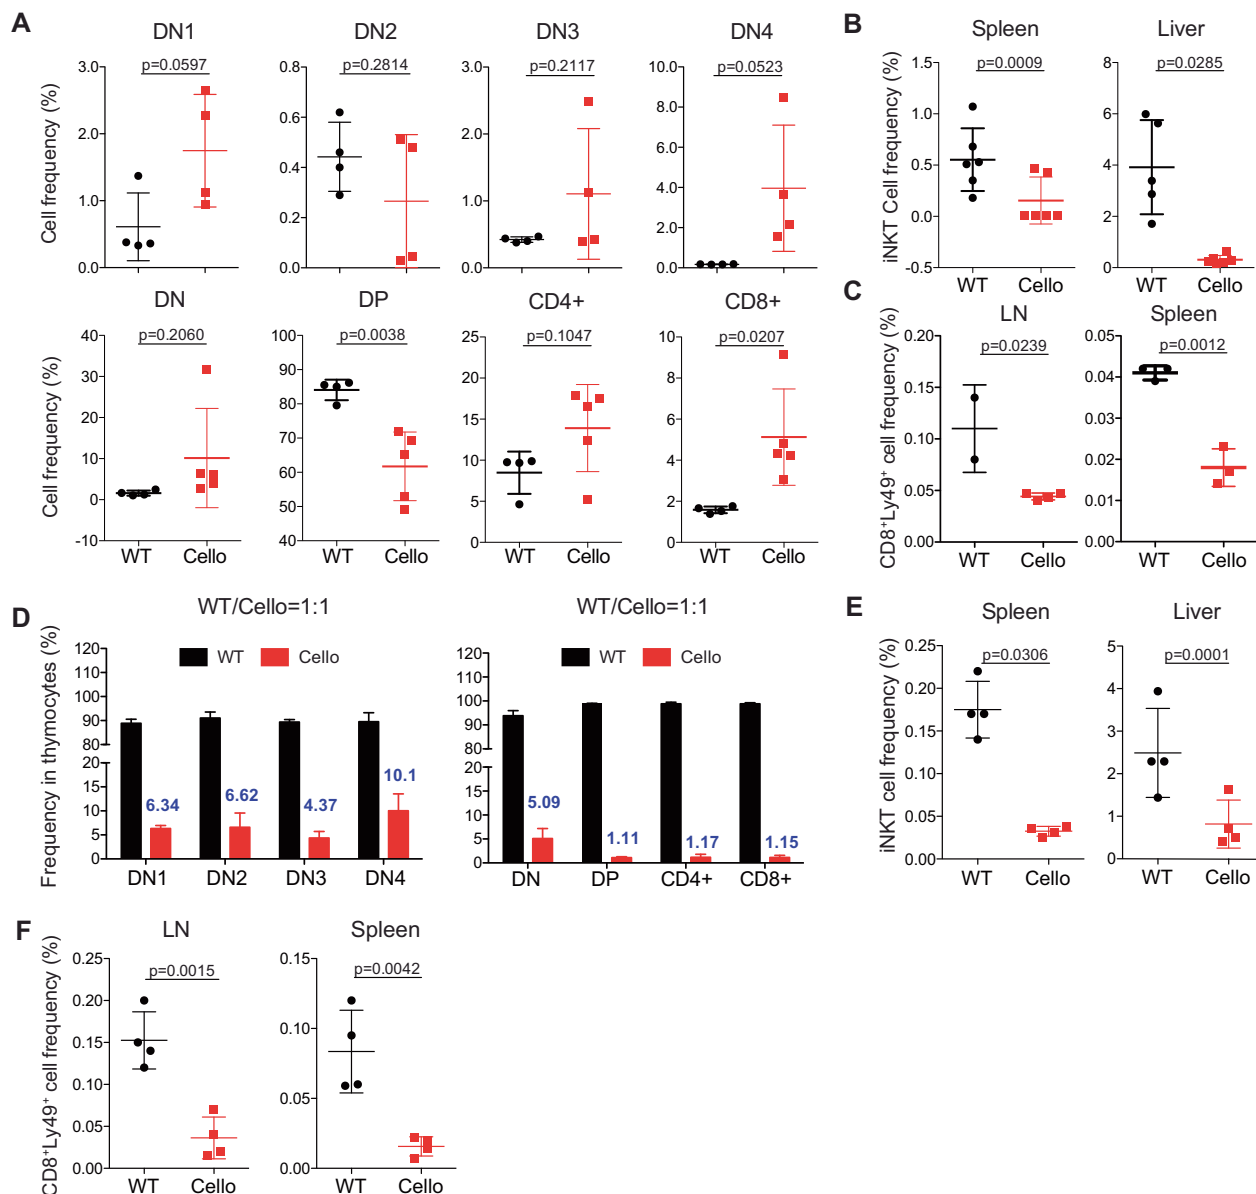 A
DN1
DN2
DN3
DN4
p=0.0597
p=0.2814
p=0.2117
p=0.0523
Cell frequency (%)
3.0
2.0
1.0
0.0
0.8
0.6
0.4
0.2
0.0
3.0
2.0
1.0
0.0
10.0
8.0
6.0
4.0
2.0
0.0
DN
DP
CD4+
CD8+
p=0.2060
p=0.0038
p=0.1047
p=0.0207
Cell frequency (%)
40
30
20
10
0
-10
WT
Cello
100
90
80
70
60
50
40
WT
Cello
25
20
15
10
5
0
WT
Cello
10
8
6
4
2
0
WT
Cello
B
Spleen
Liver
p=0.0009
p=0.0285
iNKT Cell frequency (%)
1.5
1.0
0.5
0.0
-0.5
WT
Cello
8
6
4
2
0
WT
Cello
C
LN
Spleen
p=0.0239
p=0.0012
CD8+Ly49+ cell frequency (%)
0.20
0.15
0.10
0.05
0.00
WT
Cello
0.05
0.04
0.03
0.02
0.01
0.00
WT
Cello
D
WT/Cello=1:1
WT/Cello=1:1
Frequency in thymocytes (%)
120
110
100
90
80
20
15
10
5
0
WT
Cello
6.34
6.62
4.37
10.1
DN1
DN2
DN3
DN4
120
110
100
90
80
20
15
10
5
0
WT
Cello
5.09
1.11
1.17
1.15
DN
DP
CD4+
CD8+
E
Spleen
Liver
p=0.0306
p=0.0001
iNKT cell frequency (%)
0.25
0.20
0.15
0.10
0.05
0.00
WT
Cello
5
4
3
2
1
0
WT
Cello
F
LN
Spleen
p=0.0015
p=0.0042
CD8+Ly49+ cell frequency (%)
0.25
0.20
0.15
0.10
0.05
0.00
WT
Cello
0.15
0.10
0.05
0.00
WT
Cello